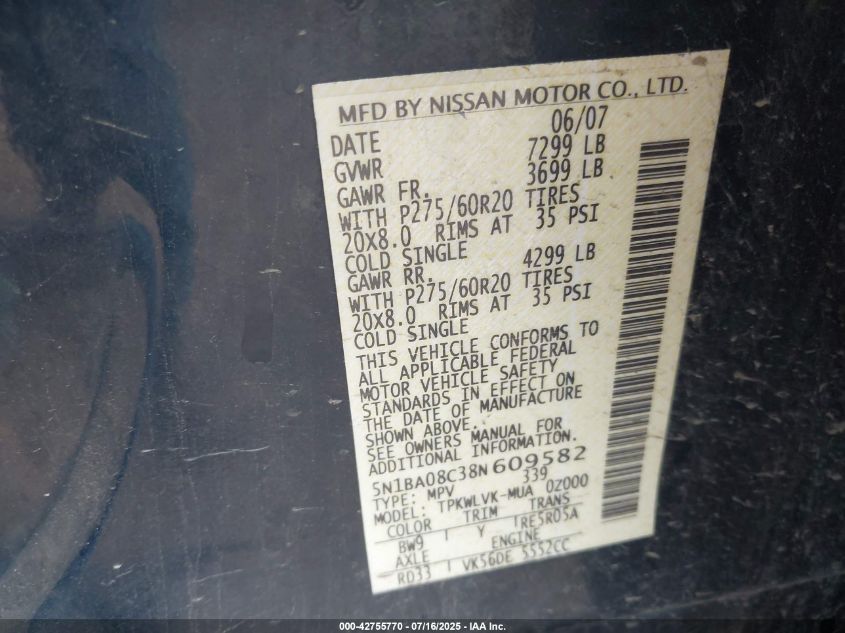 MFD BY NISSAN MOTOR CO., LTD.
DATE 06/07
GVWR 7299 LB
GAWR FR. 3699 LB
WITH P275/60R20 TIRES
20X8.0 RIMS AT 35 PSI
COLD SINGLE
GAWR RR. 4299 LB
WITH P275/60R20 TIRES
20X8.0 RIMS AT 35 PSI
COLD SINGLE
THIS VEHICLE CONFORMS TO
ALL APPLICABLE FEDERAL
MOTOR VEHICLE SAFETY
STANDARDS IN EFFECT ON
THE DATE OF MANUFACTURE
SHOWN ABOVE.
SEE OWNERS MANUAL FOR
ADDITIONAL INFORMATION.
5N1BA08C38N609582
TYPE: MPV 339
MODEL: TPKWLVK-MUA 0Z000
COLOR TRIM TRANS
BW9 Y RE5R05A
AXLE ENGINE
RD33 VK56DE 5552CC
000-42755770 - 07/16/2025 - IAA Inc.